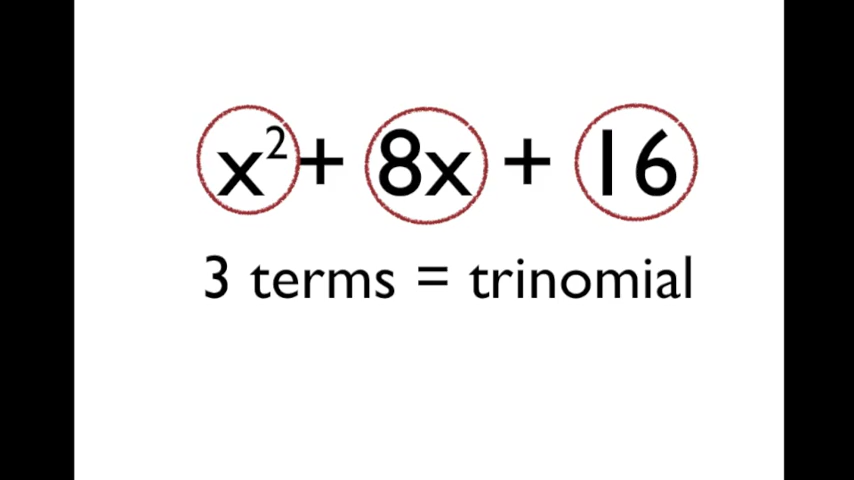 x²+ 8x + 16
3 terms = trinomial